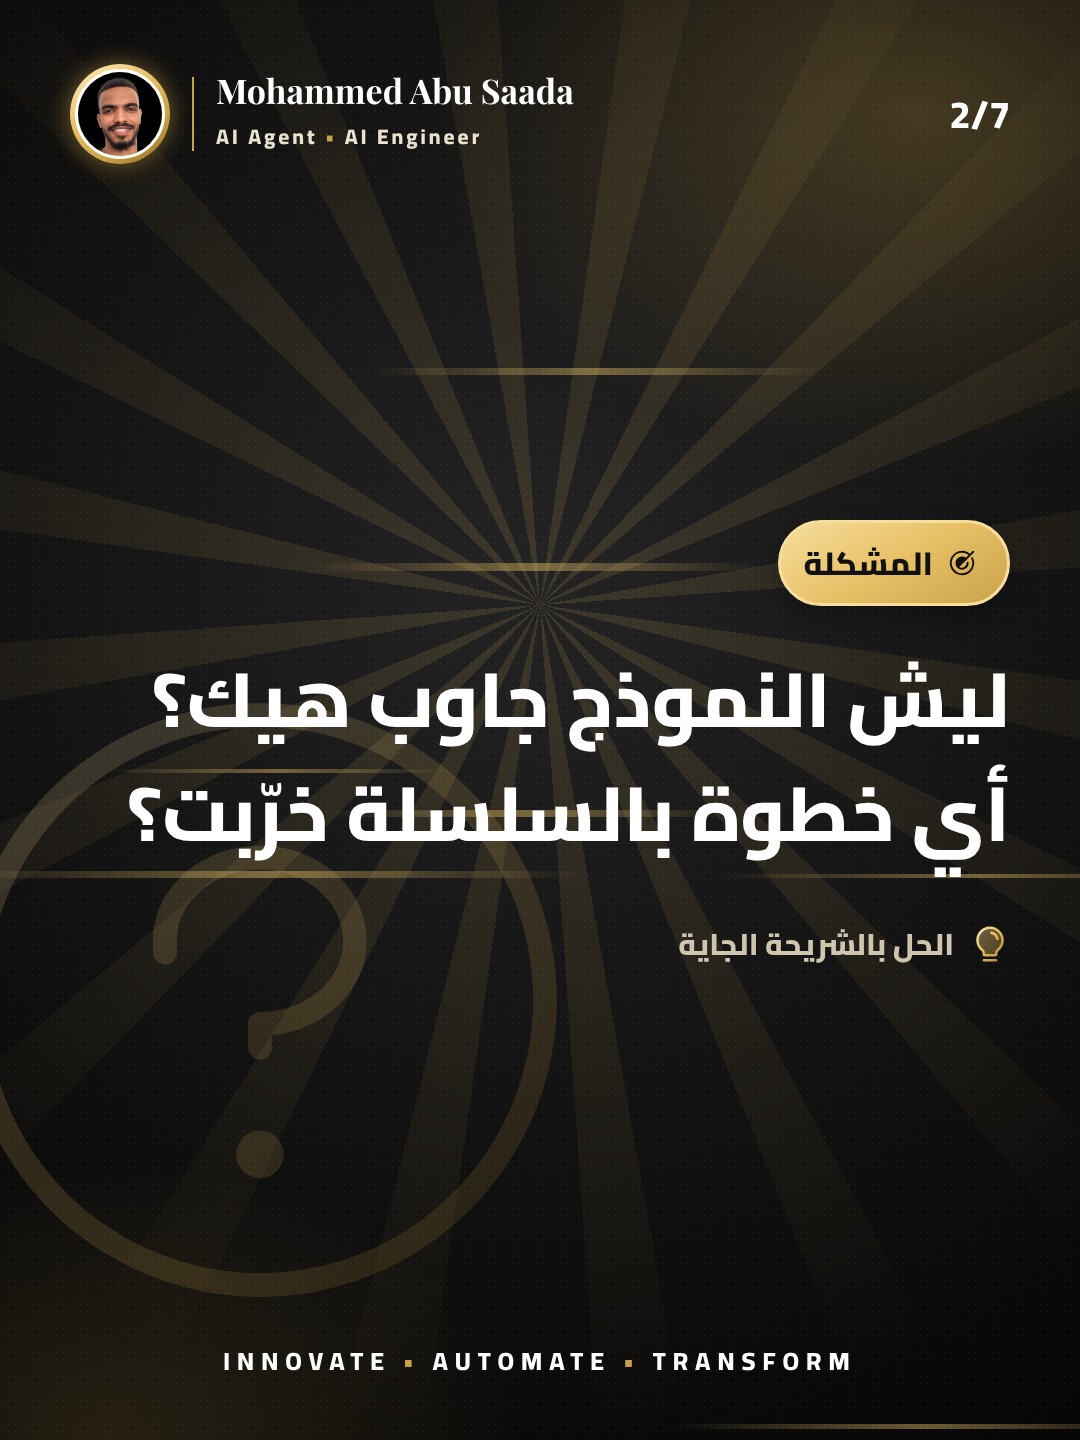 Mohammed Abu Saada
AI Agent ▪ AI Engineer
2/7
المشكلة
ليش النموذج جاوب هيك؟
أي خطوة بالسلسلة خرّبت؟
الحل بالشريحة الجاية
INNOVATE ▪ AUTOMATE ▪ TRANSFORM